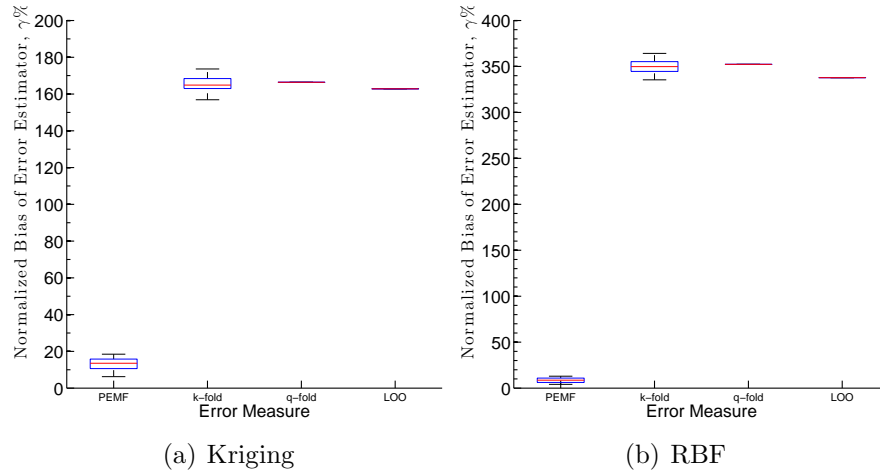 200
180
160
140
120
100
80
60
40
20
0
Normalized Bias of Error Estimator, γ%
PEMF
k−fold
q−fold
LOO
Error Measure
(a) Kriging
400
350
300
250
200
150
100
50
0
Normalized Bias of Error Estimator, γ%
PEMF
k−fold
q−fold
LOO
Error Measure
(b) RBF